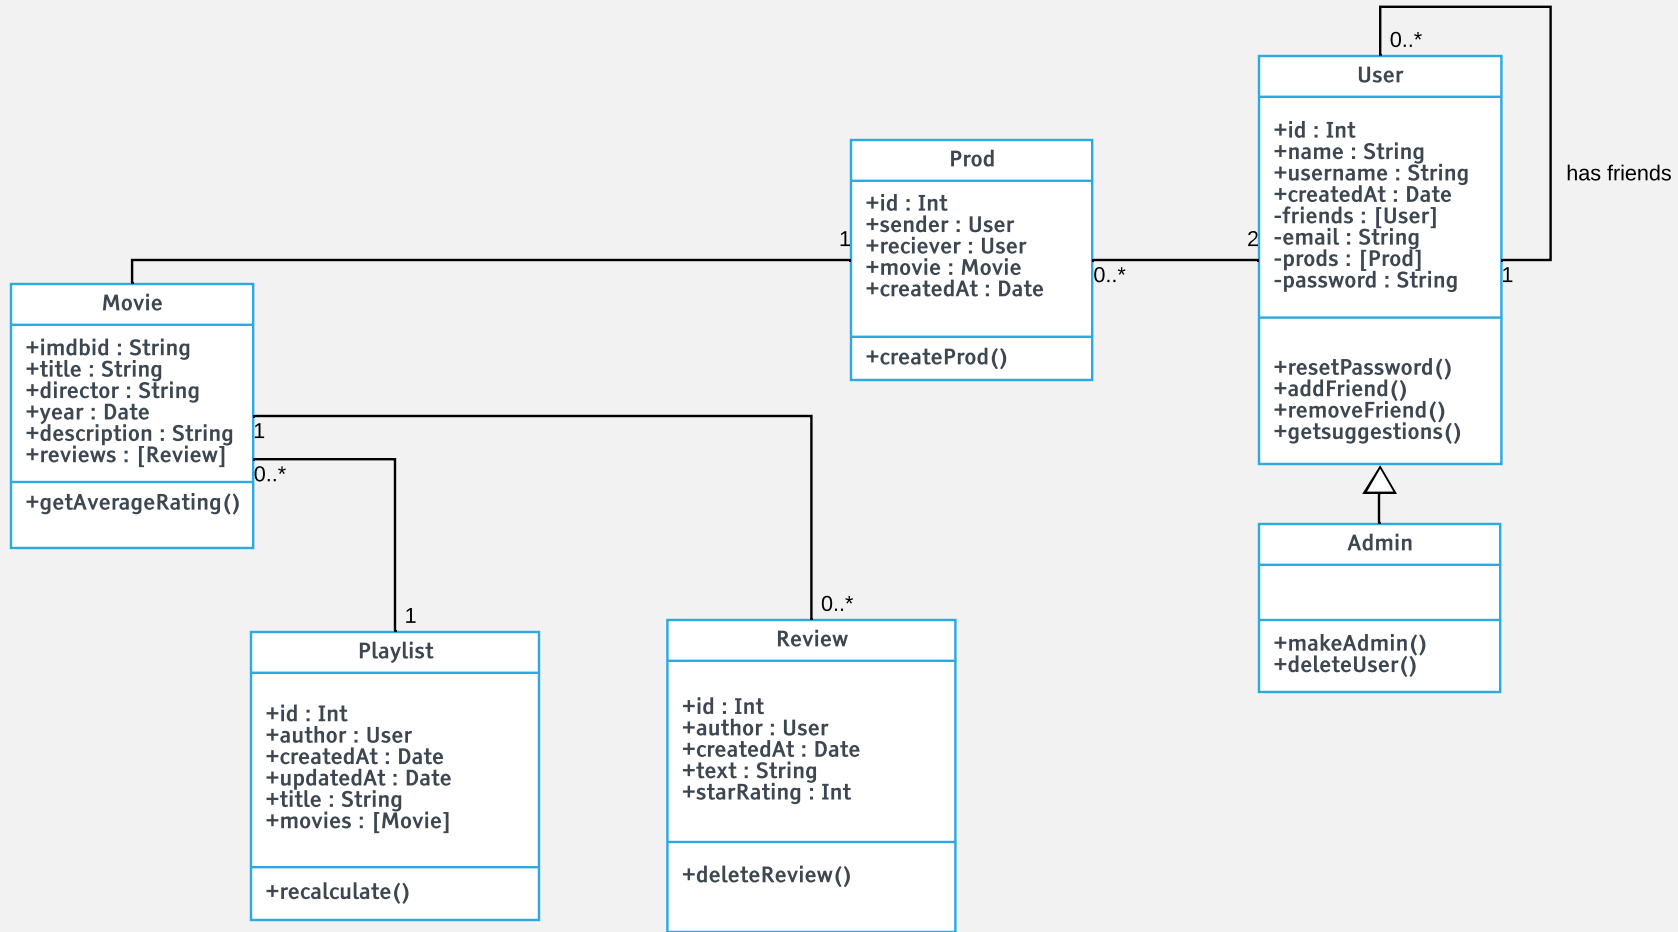 0..*
User
+id : Int
+name : String
+username : String
+createdAt : Date
-friends : [User]
-email : String
-prods : [Prod]
-password : String
+resetPassword()
+addFriend()
+removeFriend()
+getsuggestions()
has friends
1
2
0..*
Prod
+id : Int
+sender : User
+reciever : User
+movie : Movie
+createdAt : Date
+createProd()
1
Movie
+imdbid : String
+title : String
+director : String
+year : Date
+description : String
+reviews : [Review]
+getAverageRating()
1
0..*
Admin
+makeAdmin()
+deleteUser()
1
Playlist
+id : Int
+author : User
+createdAt : Date
+updatedAt : Date
+title : String
+movies : [Movie]
+recalculate()
0..*
Review
+id : Int
+author : User
+createdAt : Date
+text : String
+starRating : Int
+deleteReview()